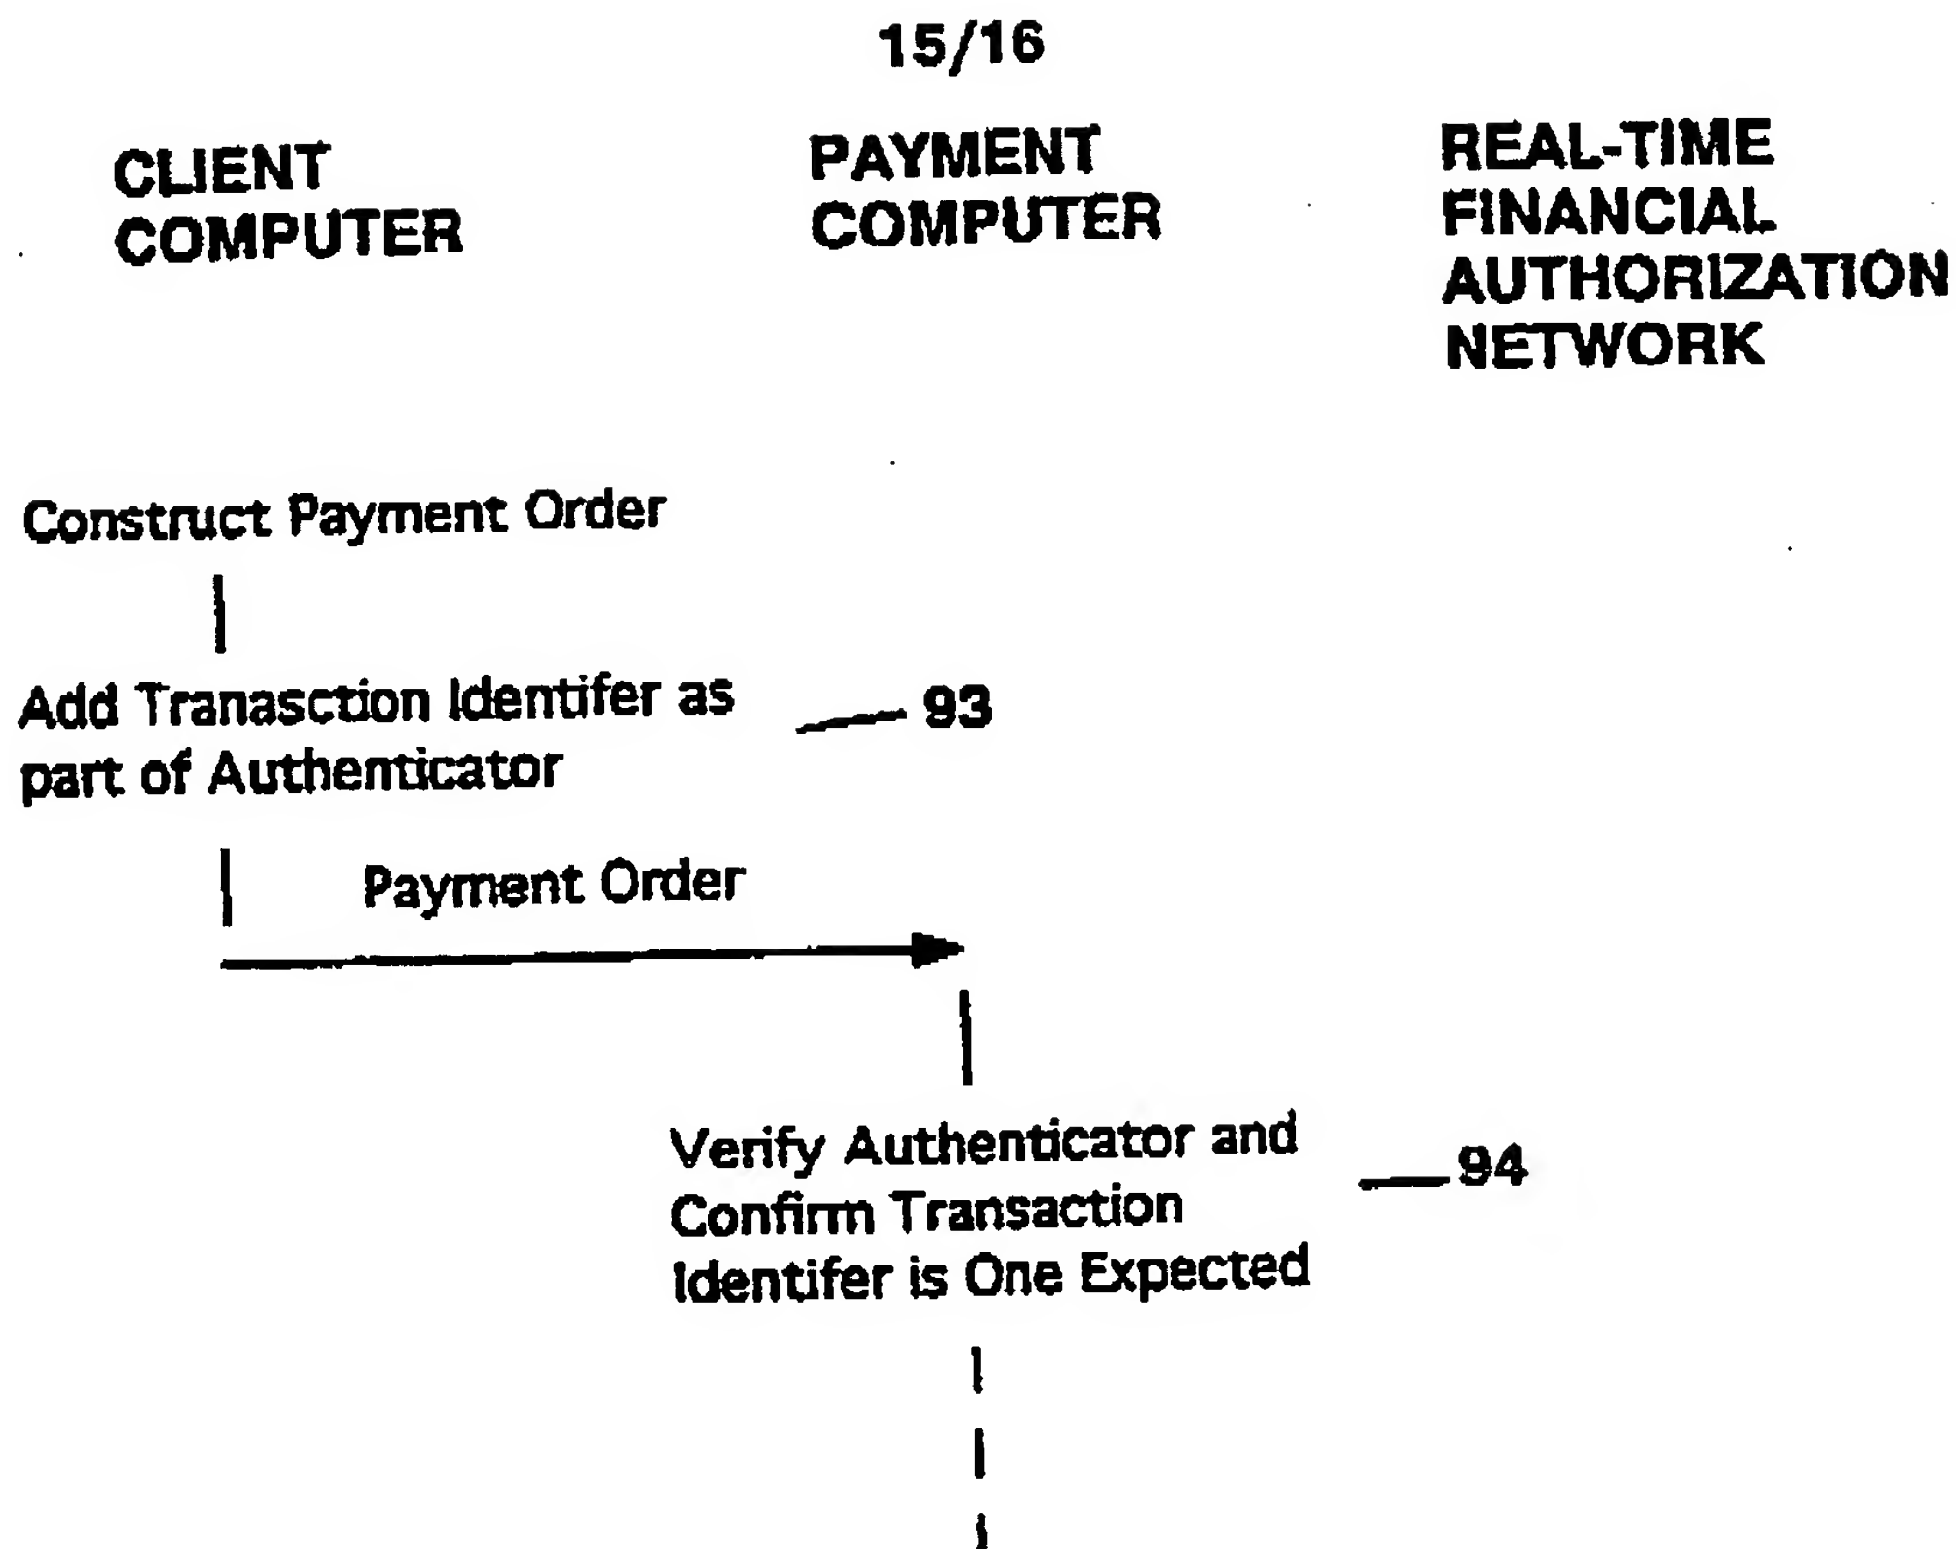 15/16
CLIENT
COMPUTER
PAYMENT
COMPUTER
REAL-TIME
FINANCIAL
AUTHORIZATION
NETWORK
Construct Payment Order
Add Tranasction Identifer as
part of Authenticator
93
Payment Order
Verify Authenticator and
Confirm Transaction
Identifer is One Expected
94